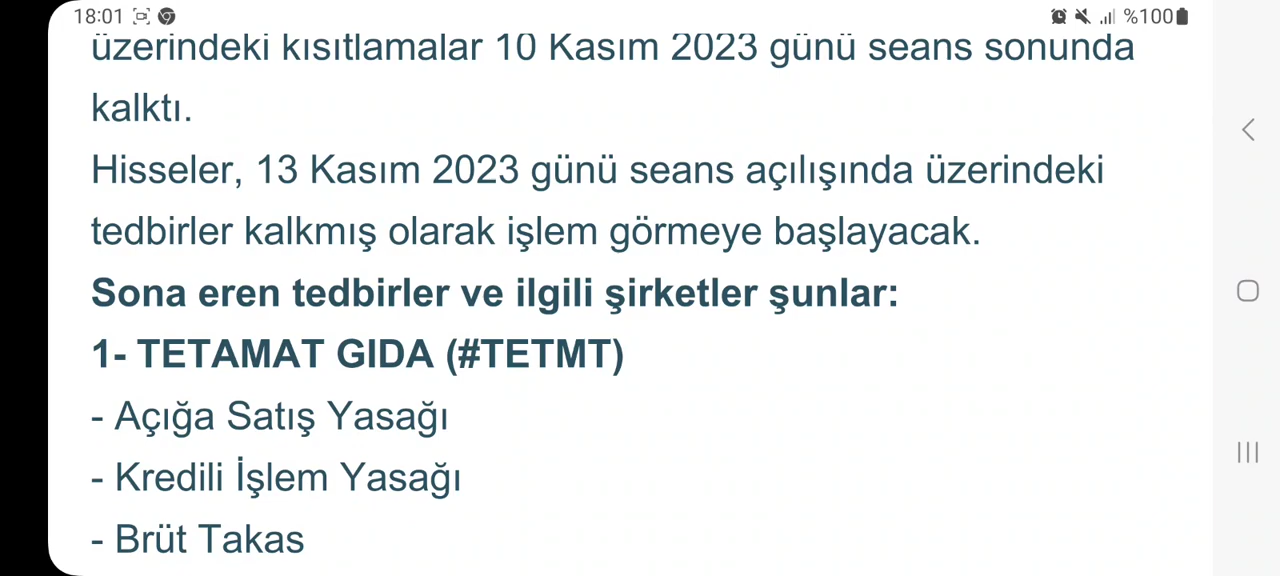 18:01 %100
üzerindeki kısıtlamalar 10 Kasım 2023 günü seans sonunda
kalktı.
Hisseler, 13 Kasım 2023 günü seans açılışında üzerindeki
tedbirler kalkmış olarak işlem görmeye başlayacak.
Sona eren tedbirler ve ilgili şirketler şunlar:
1- TETAMAT GIDA (#TETMT)
- Açığa Satış Yasağı
- Kredili İşlem Yasağı
- Brüt Takas